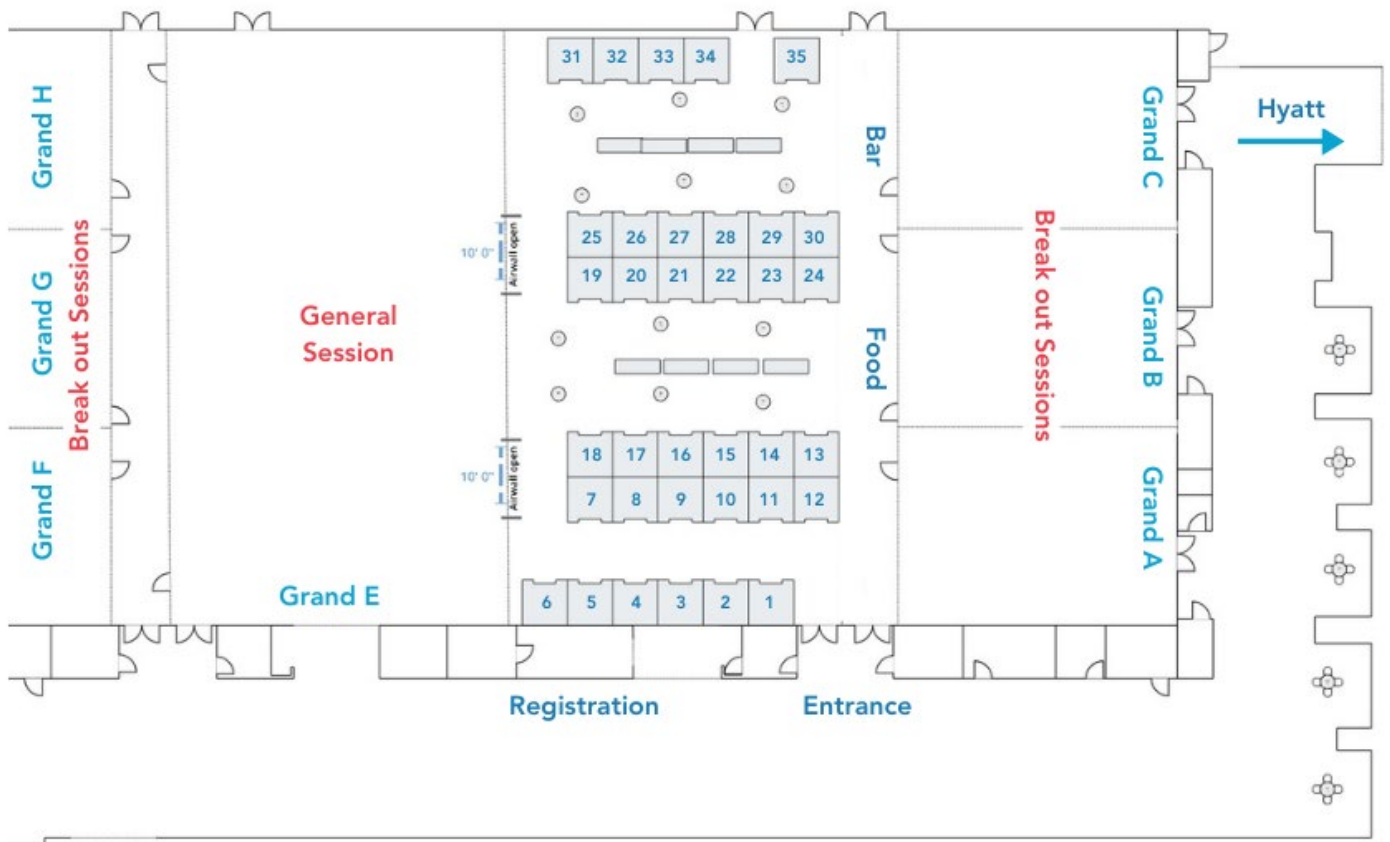 31 32 33 34 35
Grand H
Bar
Grand C
Hyatt
25 26 27 28 29 30
19 20 21 22 23 24
10' 0"
Airwall open
Grand G
Break out Sessions
General
Session
Food
Break out Sessions
Grand B
18 17 16 15 14 13
7 8 9 10 11 12
10' 0"
Airwall open
Grand F
Grand A
Grand E
6 5 4 3 2 1
Registration
Entrance